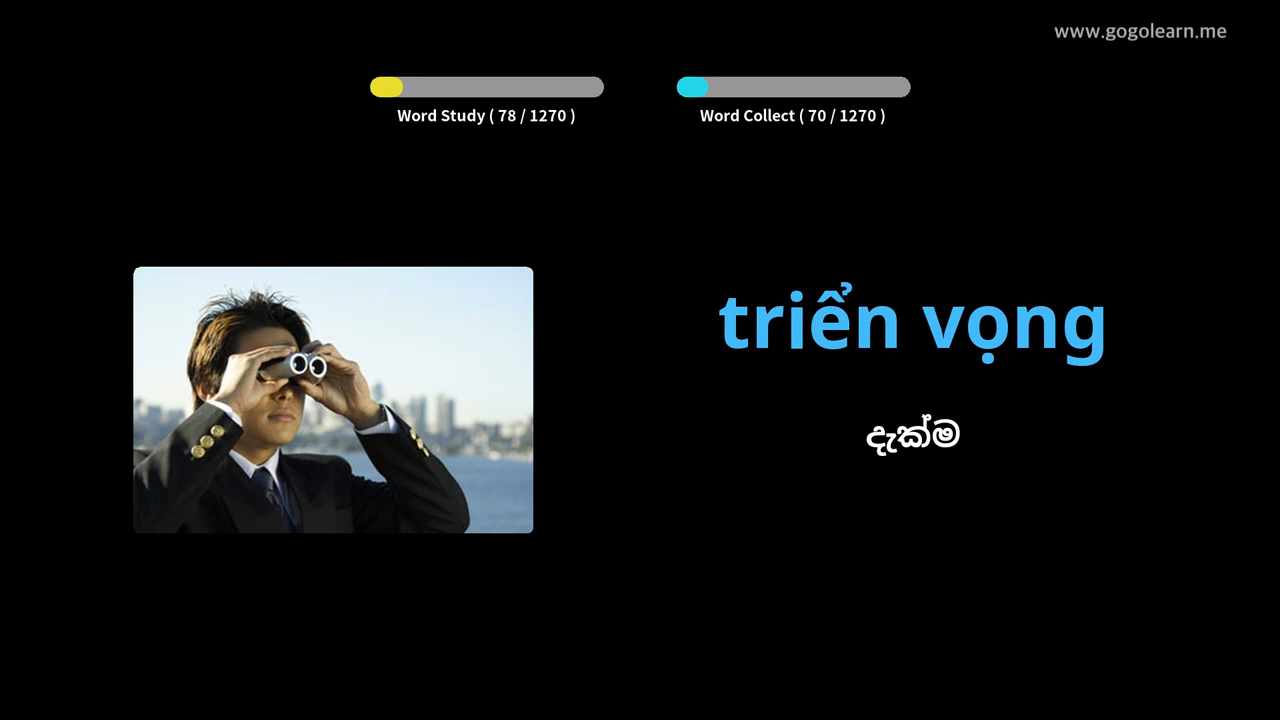 www.gogolearn.me
Word Study ( 78 / 1270 )
Word Collect ( 70 / 1270 )
triển vọng
දැක්ම